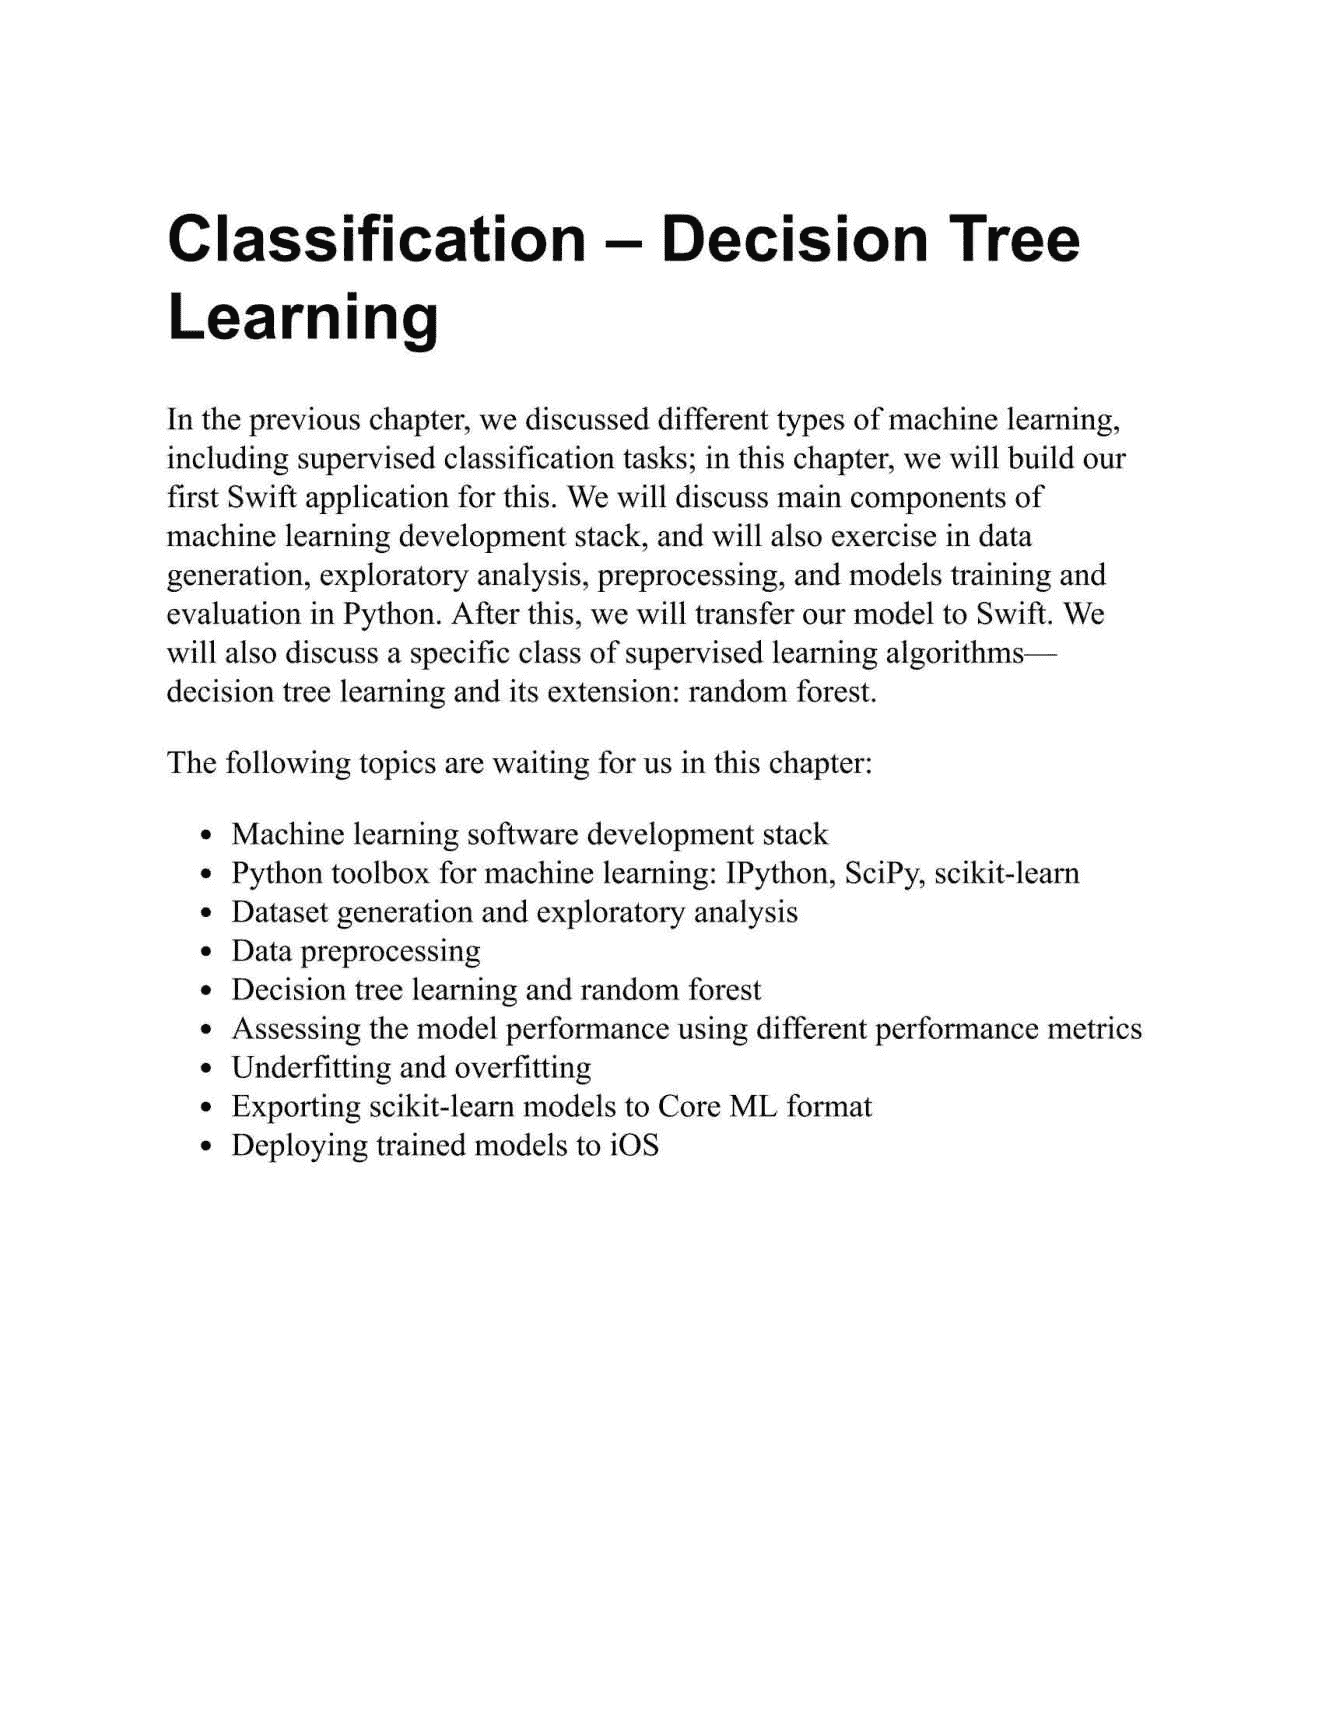 Classification – Decision Tree
Learning
In the previous chapter, we discussed different types of machine learning,
including supervised classification tasks; in this chapter, we will build our
first Swift application for this. We will discuss main components of
machine learning development stack, and will also exercise in data
generation, exploratory analysis, preprocessing, and models training and
evaluation in Python. After this, we will transfer our model to Swift. We
will also discuss a specific class of supervised learning algorithms—
decision tree learning and its extension: random forest.
The following topics are waiting for us in this chapter:
• Machine learning software development stack
• Python toolbox for machine learning: IPython, SciPy, scikit-learn
• Dataset generation and exploratory analysis
• Data preprocessing
• Decision tree learning and random forest
• Assessing the model performance using different performance metrics
• Underfitting and overfitting
• Exporting scikit-learn models to Core ML format
• Deploying trained models to iOS